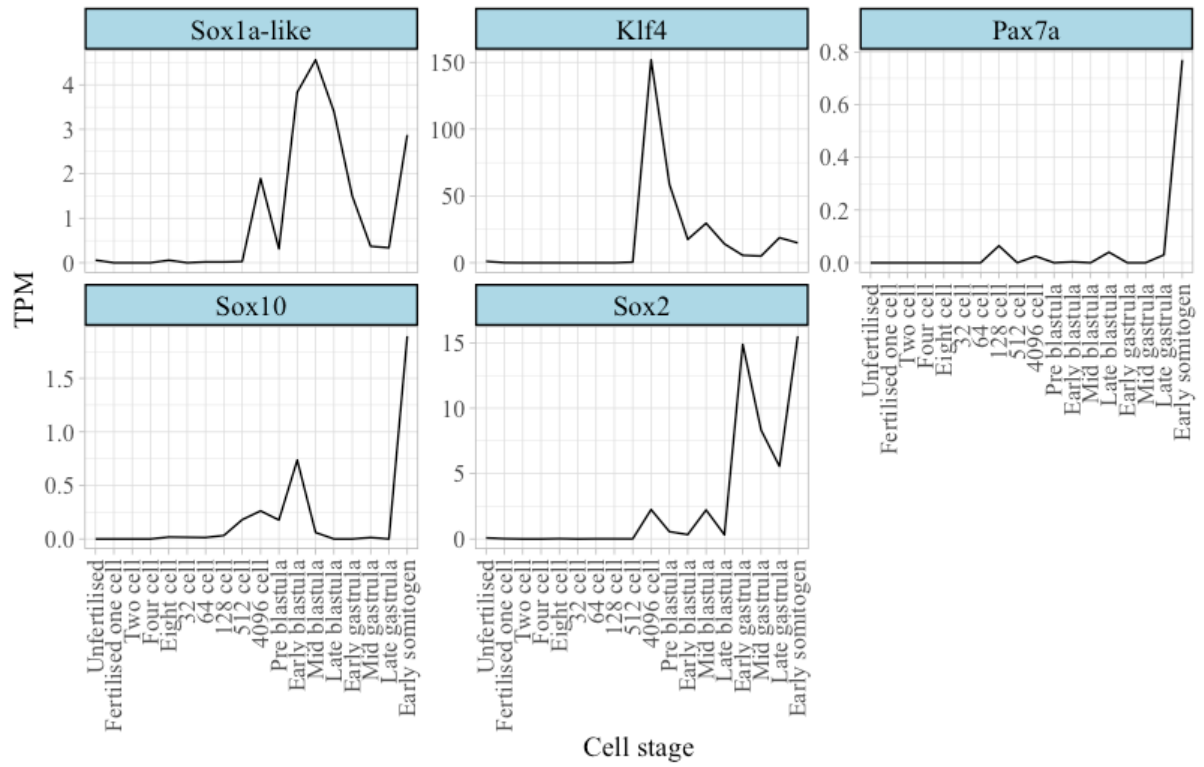 Sox1a-like
Klf4
Pax7a
4
3
2
1
0
150
100
50
0
0.8
0.6
0.4
0.2
0.0
Unfertilised
Fertilised one cell
Two cell
Four cell
Eight cell
32 cell
64 cell
128 cell
512 cell
4096 cell
Pre blastula
Early blastula
Mid blastula
Late blastula
Early gastrula
Mid gastrula
Late gastrula
Early somitogen
TPM
Sox10
Sox2
1.5
1.0
0.5
0.0
15
10
5
0
Unfertilised
Fertilised one cell
Two cell
Four cell
Eight cell
32 cell
64 cell
128 cell
512 cell
4096 cell
Pre blastula
Early blastula
Mid blastula
Late blastula
Early gastrula
Mid gastrula
Late gastrula
Early somitogen
Unfertilised
Fertilised one cell
Two cell
Four cell
Eight cell
32 cell
64 cell
128 cell
512 cell
4096 cell
Pre blastula
Early blastula
Mid blastula
Late blastula
Early gastrula
Mid gastrula
Late gastrula
Early somitogen
Cell stage